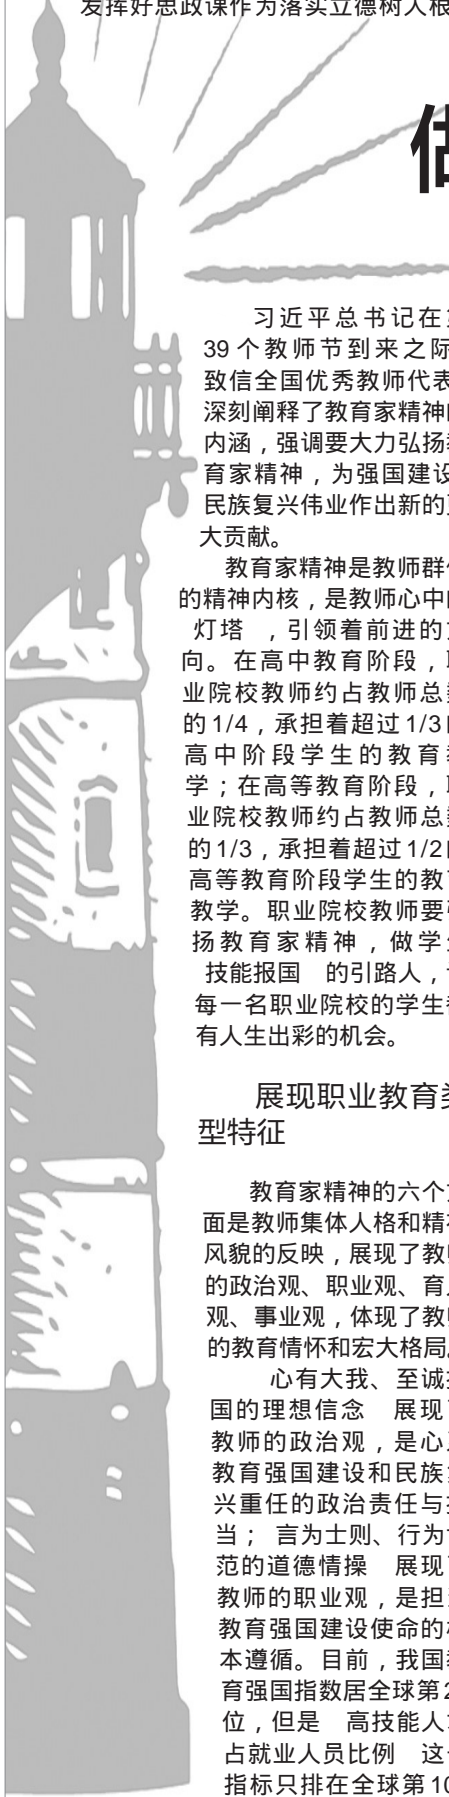 发挥好思政课作为落实立德树人根
做
习近平总书记在
39个教师节到来之际
致信全国优秀教师代表
深刻阐释了教育家精神
内涵，强调要大力弘扬
育家精神，为强国建设
民族复兴伟业作出新的
大贡献。
教育家精神是教师群
的精神内核，是教师心中
灯塔 ，引领着前进的
向。在高中教育阶段，
业院校教师约占教师总
的1/4，承担着超过1/3
高中阶段学生的教育
学；在高等教育阶段，
业院校教师约占教师总
的1/3，承担着超过1/2
高等教育阶段学生的教
教学。职业院校教师要
扬教育家精神，做学
技能报国 的引路人，
每一名职业院校的学生
有人生出彩的机会。
展现职业教育
型特征
教育家精神的六个
面是教师集体人格和精
风貌的反映，展现了教
的政治观、职业观、育
观、事业观，体现了教
的教育情怀和宏大格局。
心有大我、至诚
国的理想信念 展现
教师的政治观，是心
教育强国建设和民族
兴重任的政治责任与
当； 言为士则、行为
范的道德情操 展现
教师的职业观，是担
教育强国建设使命的
本遵循。目前，我国
育强国指数居全球第2
位，但是 高技能人
占就业人员比例 这
指标只排在全球第10